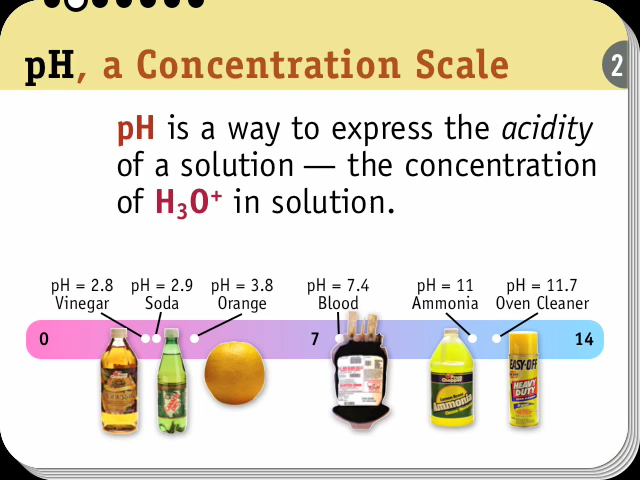 pH, a Concentration Scale
2
pH is a way to express the acidity
of a solution — the concentration
of H₃O⁺ in solution.
pH = 2.8 pH = 2.9 pH = 3.8 pH = 7.4 pH = 11 pH = 11.7
Vinegar Soda Orange Blood Ammonia Oven Cleaner
0 7 14
Ammonia
EASY-OFF
HEAVY
DUTY